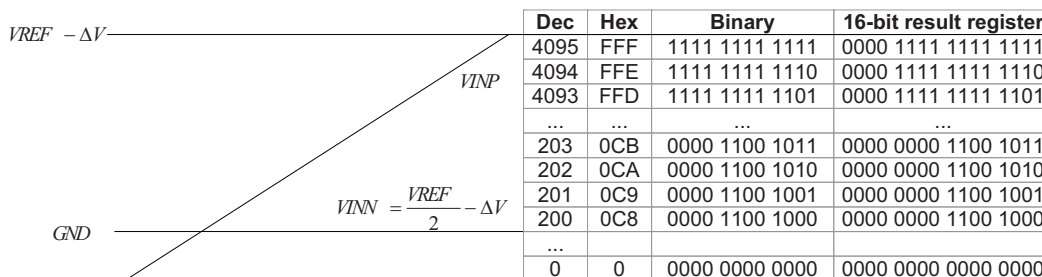 VREF − ΔV
VINP
VINN = VREF/2 − ΔV
GND
Dec Hex Binary 16-bit result register
4095 FFF 1111 1111 1111 0000 1111 1111 1111
4094 FFE 1111 1111 1110 0000 1111 1111 1110
4093 FFD 1111 1111 1101 0000 1111 1111 1101
... ... ... ...
203 0CB 0000 1100 1011 0000 0000 1100 1011
202 0CA 0000 1100 1010 0000 0000 1100 1010
201 0C9 0000 1100 1001 0000 0000 1100 1001
200 0C8 0000 1100 1000 0000 0000 1100 1000
...
0 0 0000 0000 0000 0000 0000 0000 0000